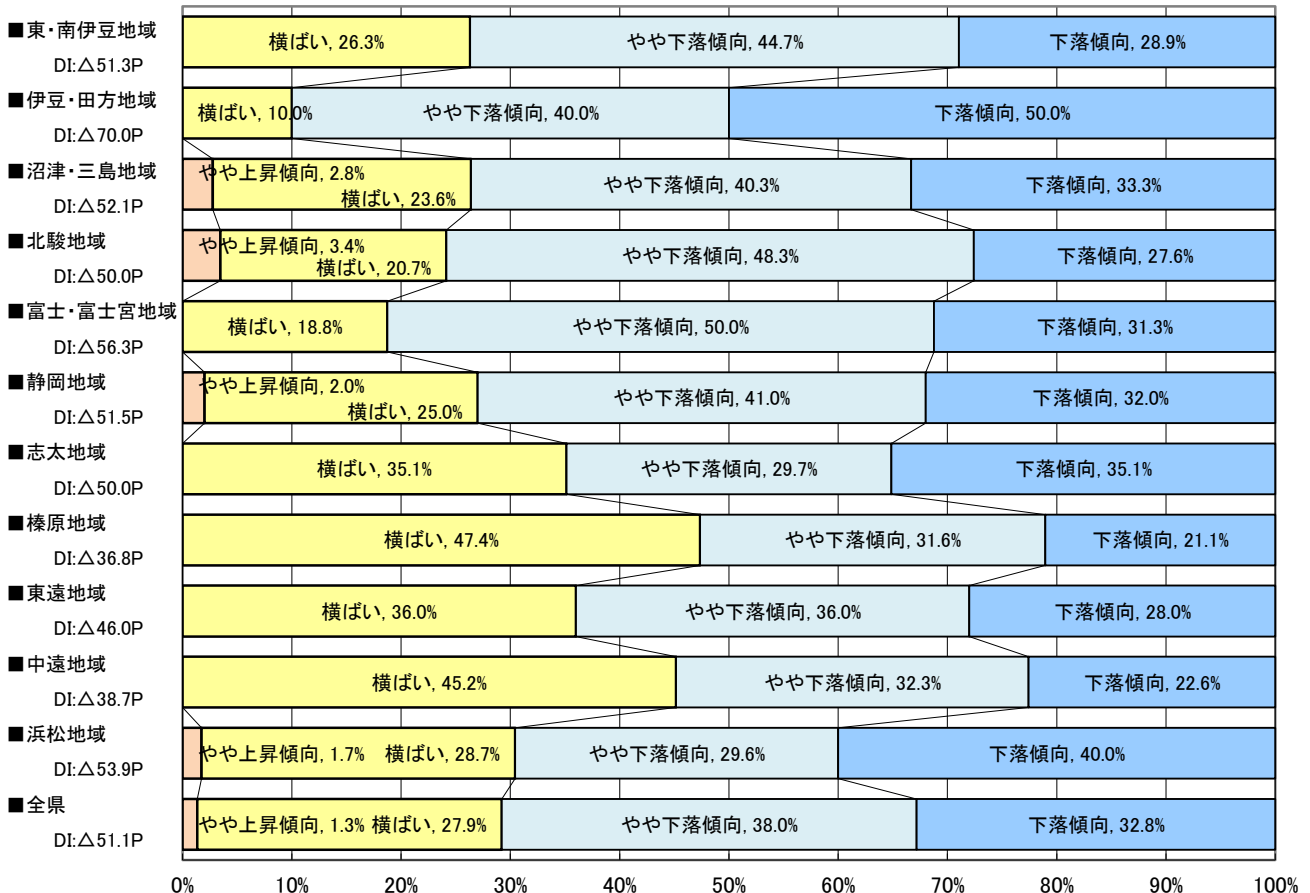 ■東・南伊豆地域
DI:△51.3P
横ばい, 26.3%
やや下落傾向, 44.7%
下落傾向, 28.9%
■伊豆・田方地域
DI:△70.0P
横ばい, 10.0%
やや下落傾向, 40.0%
下落傾向, 50.0%
■沼津・三島地域
DI:△52.1P
やや上昇傾向, 2.8%
横ばい, 23.6%
やや下落傾向, 40.3%
下落傾向, 33.3%
■北駿地域
DI:△50.0P
やや上昇傾向, 3.4%
横ばい, 20.7%
やや下落傾向, 48.3%
下落傾向, 27.6%
■富士・富士宮地域
DI:△56.3P
横ばい, 18.8%
やや下落傾向, 50.0%
下落傾向, 31.3%
■静岡地域
DI:△51.5P
やや上昇傾向, 2.0%
横ばい, 25.0%
やや下落傾向, 41.0%
下落傾向, 32.0%
■志太地域
DI:△50.0P
横ばい, 35.1%
やや下落傾向, 29.7%
下落傾向, 35.1%
■榛原地域
DI:△36.8P
横ばい, 47.4%
やや下落傾向, 31.6%
下落傾向, 21.1%
■東遠地域
DI:△46.0P
横ばい, 36.0%
やや下落傾向, 36.0%
下落傾向, 28.0%
■中遠地域
DI:△38.7P
横ばい, 45.2%
やや下落傾向, 32.3%
下落傾向, 22.6%
■浜松地域
DI:△53.9P
やや上昇傾向, 1.7%
横ばい, 28.7%
やや下落傾向, 29.6%
下落傾向, 40.0%
■全県
DI:△51.1P
やや上昇傾向, 1.3%
横ばい, 27.9%
やや下落傾向, 38.0%
下落傾向, 32.8%
0% 10% 20% 30% 40% 50% 60% 70% 80% 90% 100%